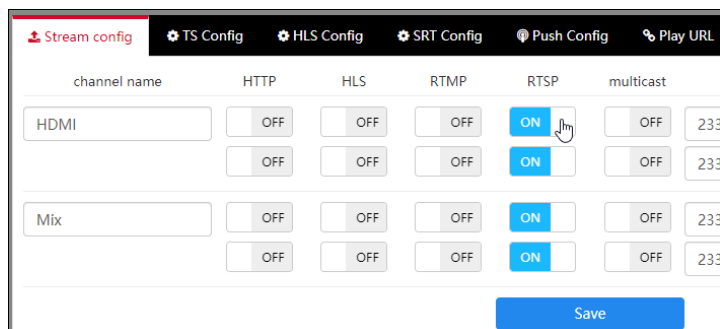 Stream config TS Config HLS Config SRT Config Push Config Play URL
channel name HTTP HLS RTMP RTSP multicast
HDMI OFF OFF OFF ON OFF 233
OFF OFF OFF ON OFF 233
Mix OFF OFF OFF ON OFF 233
OFF OFF OFF ON OFF 233
Save